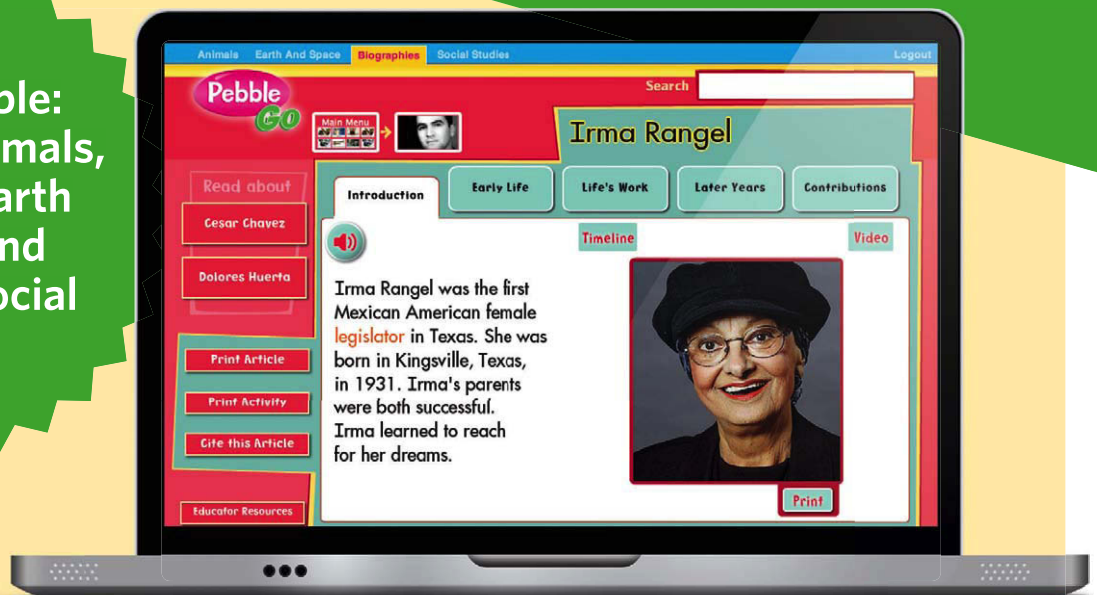 ble:
mals,
arth
nd
ocial
Animals Earth And Space Biographies Social Studies Logout
Pebble
GO
Search
Main Menu
Irma Rangel
Read about
Cesar Chavez
Dolores Huerta
Print Article
Print Activity
Cite this Article
Educator Resources
Introduction Early Life Life's Work Later Years Contributions
Timeline Video
Irma Rangel was the first
Mexican American female
legislator in Texas. She was
born in Kingsville, Texas,
in 1931. Irma's parents
were both successful.
Irma learned to reach
for her dreams.
Print